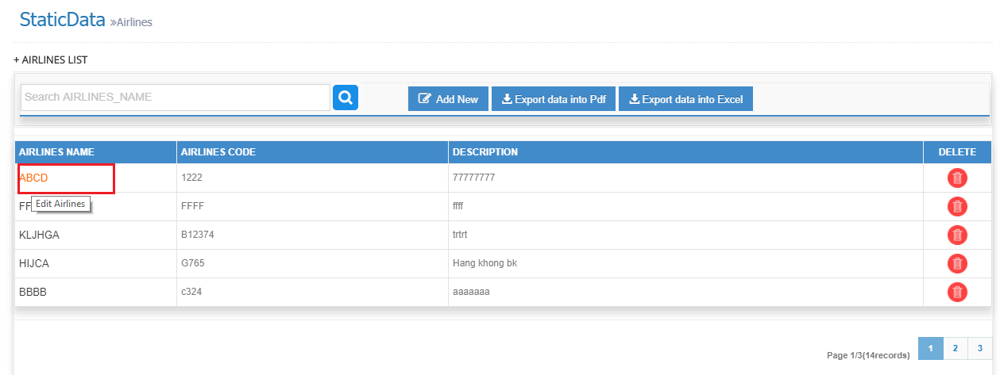 StaticData »Airlines
+ AIRLINES LIST
Search AIRLINES_NAME Add New Export data into Pdf Export data into Excel
AIRLINES NAME AIRLINES CODE DESCRIPTION DELETE
ABCD 1222 77777777
Edit Airlines
FFFF ffff
KLJHGA B12374 trtrt
HIJCA G765 Hang khong bk
BBBB c324 aaaaaaa
Page 1/3(14records) 1 2 3